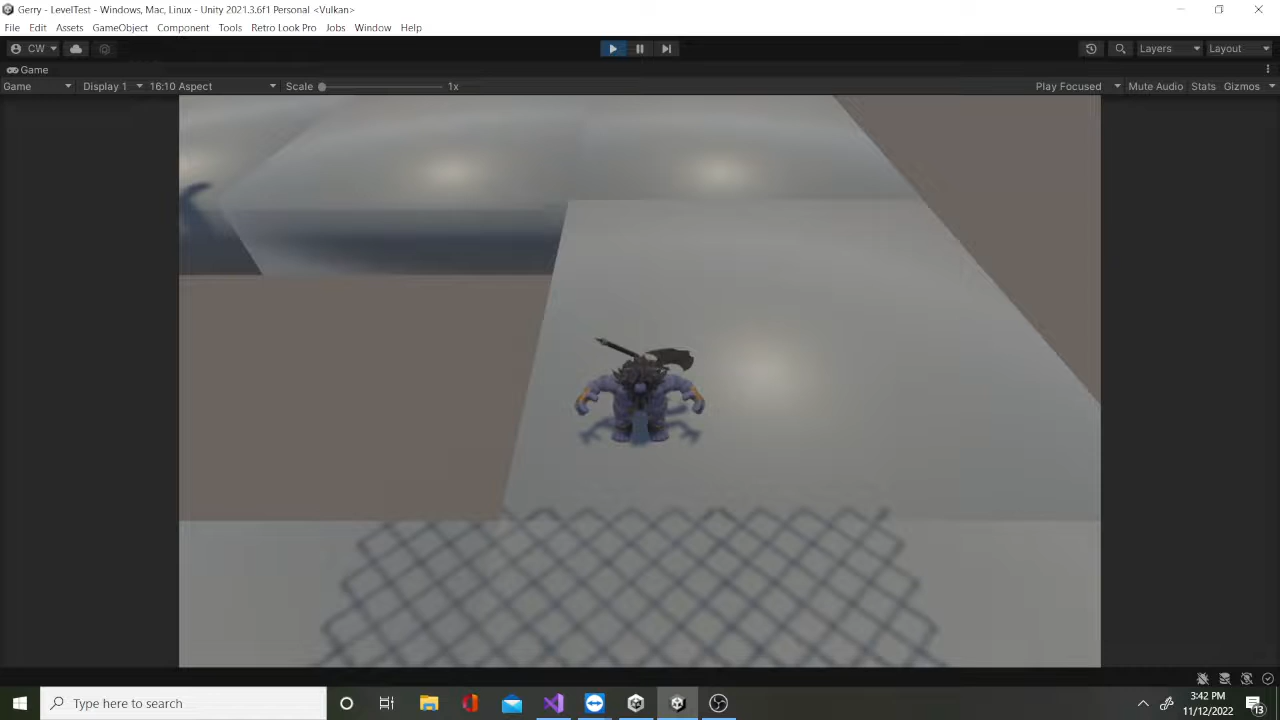 Gerry - LevelTest - Windows, Mac, Linux - Unity 2021.3.6f1 Personal <Vulkan>
File Edit Assets GameObject Component Tools Retro Look Pro Jobs Window Help
CW Layers Layout
Game
Game Display 1 16:10 Aspect Scale 1x Play Focused Mute Audio Stats Gizmos
Type here to search
3:42 PM
11/12/2022
13